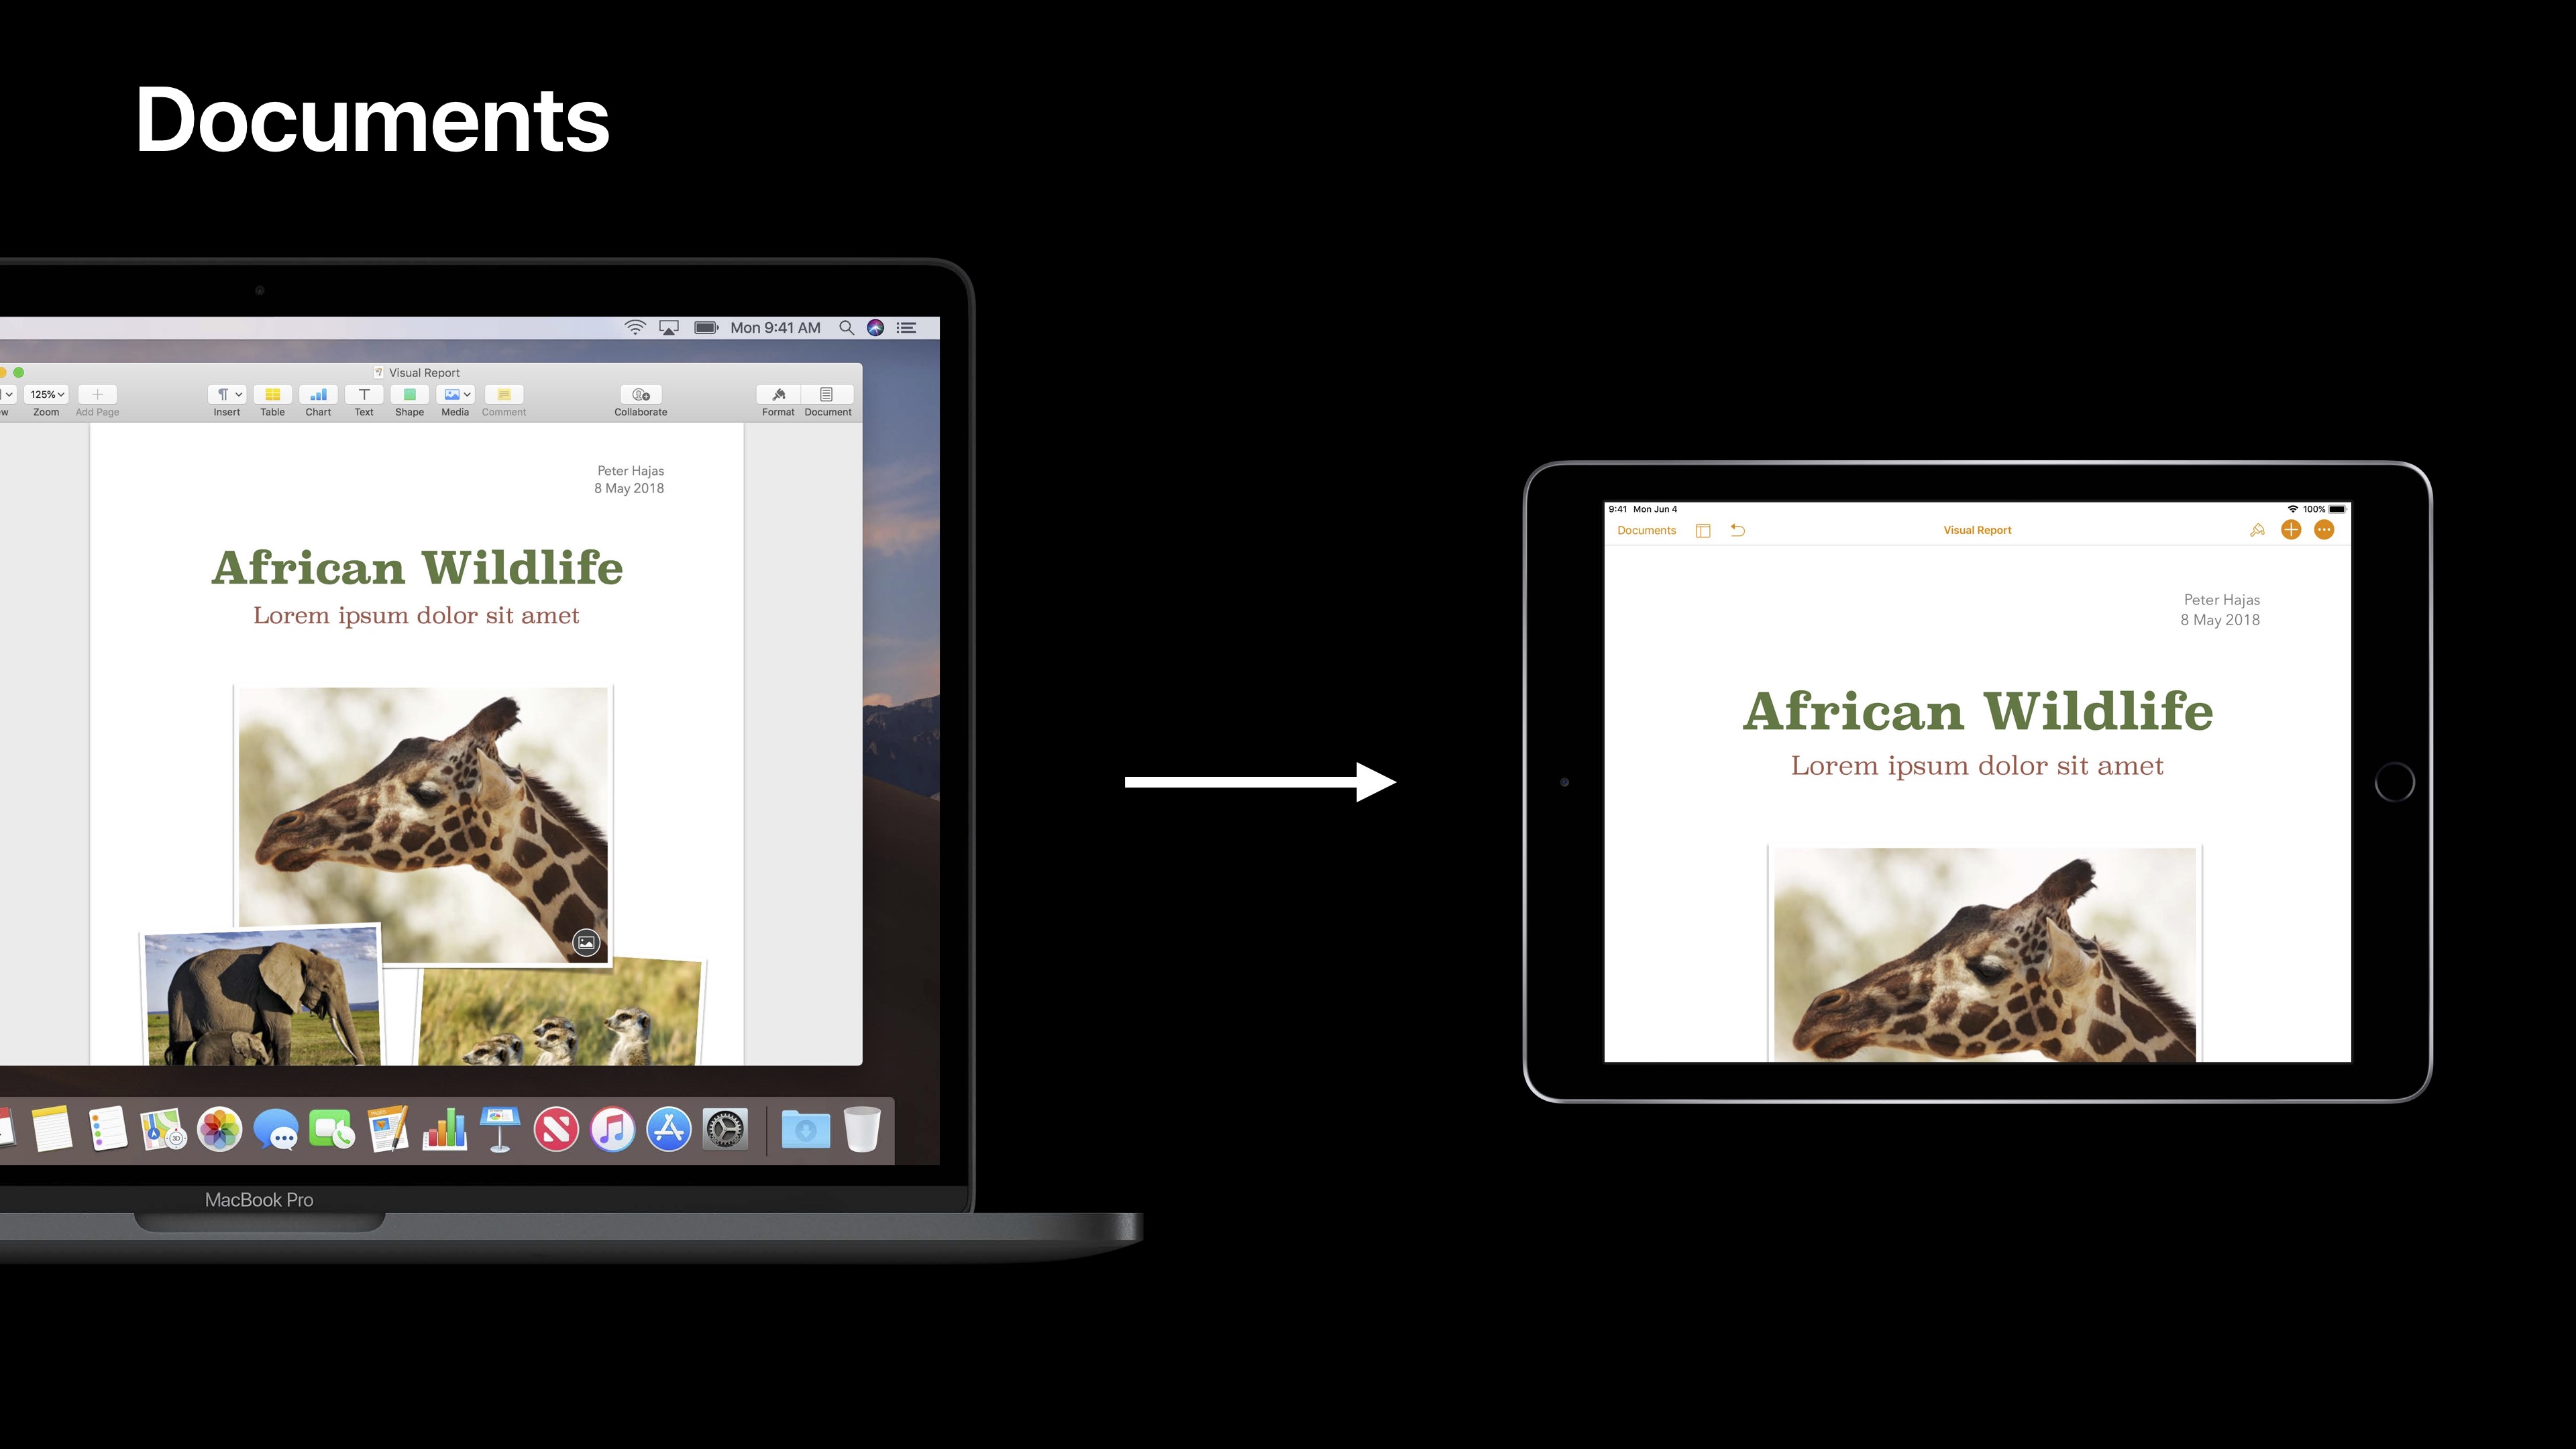 Documents
Mon 9:41 AM
Visual Report
125%
Zoom
Add Page
Insert
Table
Chart
Text
Shape
Media
Comment
Collaborate
Format
Document
Peter Hajas
8 May 2018
African Wildlife
Lorem ipsum dolor sit amet
MacBook Pro
9:41 Mon Jun 4
100%
Documents
Visual Report
Peter Hajas
8 May 2018
African Wildlife
Lorem ipsum dolor sit amet